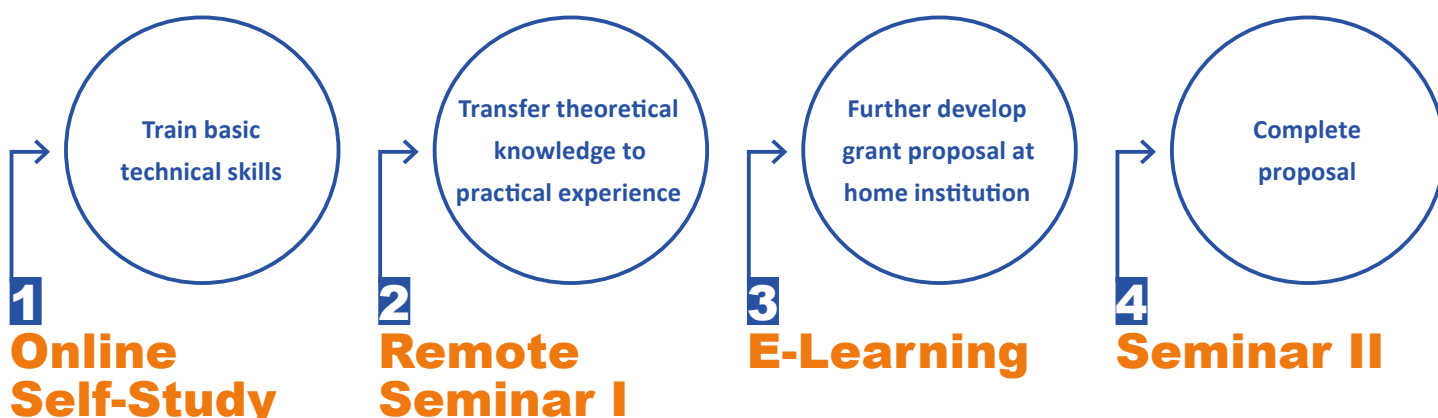 Train basic
technical skills
1
Online
Self-Study
Transfer theoretical
knowledge to
practical experience
2
Remote
Seminar I
Further develop
grant proposal at
home institution
3
E-Learning
Complete
proposal
4
Seminar II